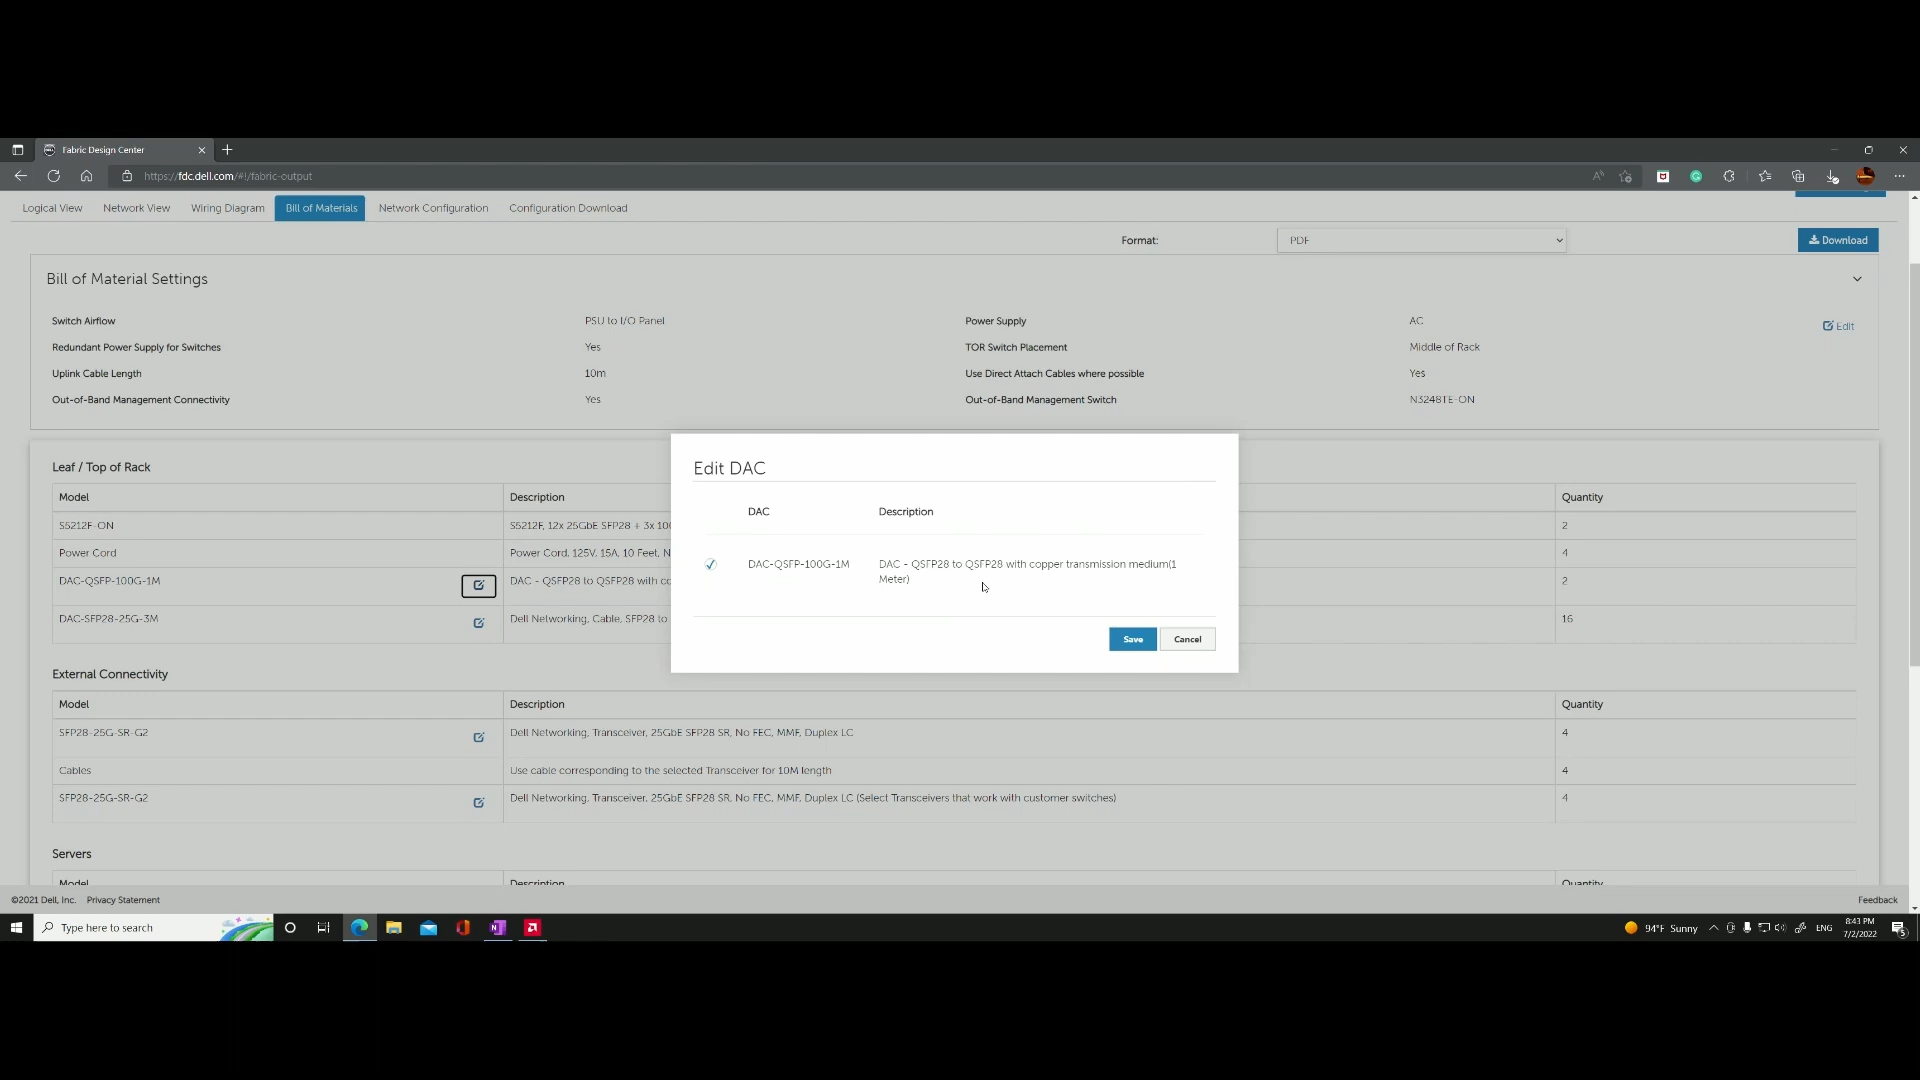 Fabric Design Center
https://fdc.dell.com/#!/fabric-output
Logical View Network View Wiring Diagram Bill of Materials Network Configuration Configuration Download
Format: PDF Download
Bill of Material Settings
Switch Airflow PSU to I/O Panel Power Supply AC
Edit
Redundant Power Supply for Switches Yes TOR Switch Placement Middle of Rack
Uplink Cable Length 10m Use Direct Attach Cables where possible Yes
Out-of-Band Management Connectivity Yes Out-of-Band Management Switch N3248TE-ON
Leaf / Top of Rack
Model Description Quantity
S5212F-ON S5212F, 12x 25GbE SFP28 + 3x 10 2
Power Cord Power Cord, 125V, 15A, 10 Feet, N 4
DAC-QSFP-100G-1M DAC - QSFP28 to QSFP28 with co 2
DAC-SFP28-25G-3M Dell Networking, Cable, SFP28 to 16
Edit DAC
DAC Description
DAC-QSFP-100G-1M DAC - QSFP28 to QSFP28 with copper transmission medium(1
Meter)
Save Cancel
External Connectivity
Model Description Quantity
SFP28-25G-SR-G2 Dell Networking, Transceiver, 25GbE SFP28 SR, No FEC, MMF, Duplex LC 4
Cables Use cable corresponding to the selected Transceiver for 10M length 4
SFP28-25G-SR-G2 Dell Networking, Transceiver, 25GbE SFP28 SR, No FEC, MMF, Duplex LC (Select Transceivers that work with customer switches) 4
Servers
Model Description Quantity
©2021 Dell, Inc. Privacy Statement Feedback
Type here to search
94°F Sunny ENG
8:43 PM
7/2/2022
5